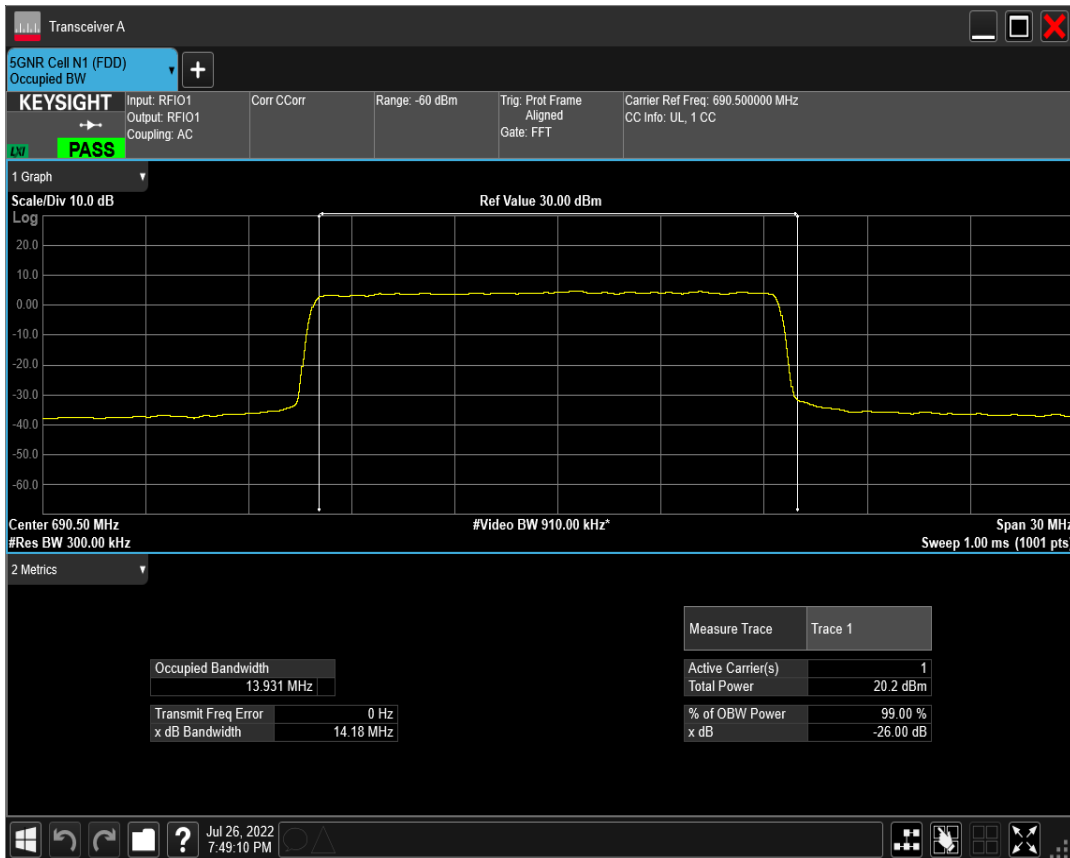 Transceiver A
5GNR Cell N1 (FDD)
Occupied BW
+
KEYSIGHT
LXI
PASS
Input: RFIO1
Output: RFIO1
Coupling: AC
Corr CCorr
Range: -60 dBm
Trig: Prot Frame
Aligned
Gate: FFT
Carrier Ref Freq: 690.500000 MHz
CC Info: UL, 1 CC
1 Graph
Scale/Div 10.0 dB
Ref Value 30.00 dBm
Log
20.0
10.0
0.00
-10.0
-20.0
-30.0
-40.0
-50.0
-60.0
Center 690.50 MHz
#Video BW 910.00 kHz*
Span 30 MHz
#Res BW 300.00 kHz
Sweep 1.00 ms (1001 pts)
2 Metrics
Measure Trace Trace 1
Occupied Bandwidth
13.931 MHz
Active Carrier(s) 1
Total Power 20.2 dBm
Transmit Freq Error 0 Hz
x dB Bandwidth 14.18 MHz
% of OBW Power 99.00 %
x dB -26.00 dB
?
Jul 26, 2022
7:49:10 PM